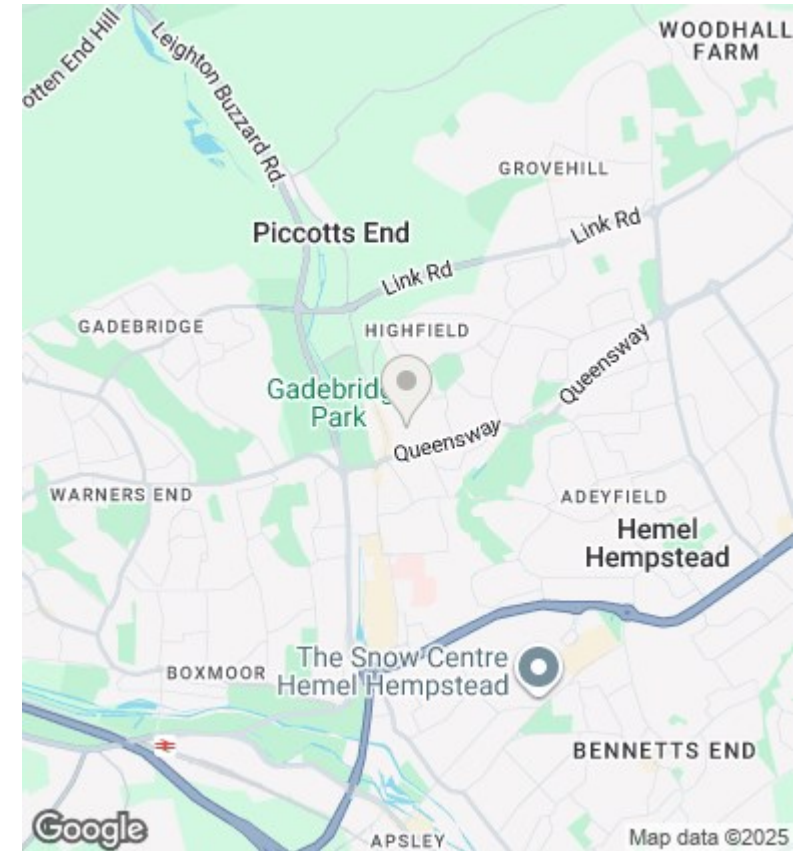 WOODHALL
FARM
otten End Hill
Leighton Buzzard Rd.
GROVEHILL
Piccotts End
Link Rd
Link Rd
GADEBRIDGE
HIGHFIELD
Gadebridge
Park
Queensway
Queensway
WARNERS END
ADEYFIELD
Hemel
Hempstead
The Snow Centre
Hemel Hempstead
BOXMOOR
BENNETTS END
Google
APSLEY
Map data ©2025